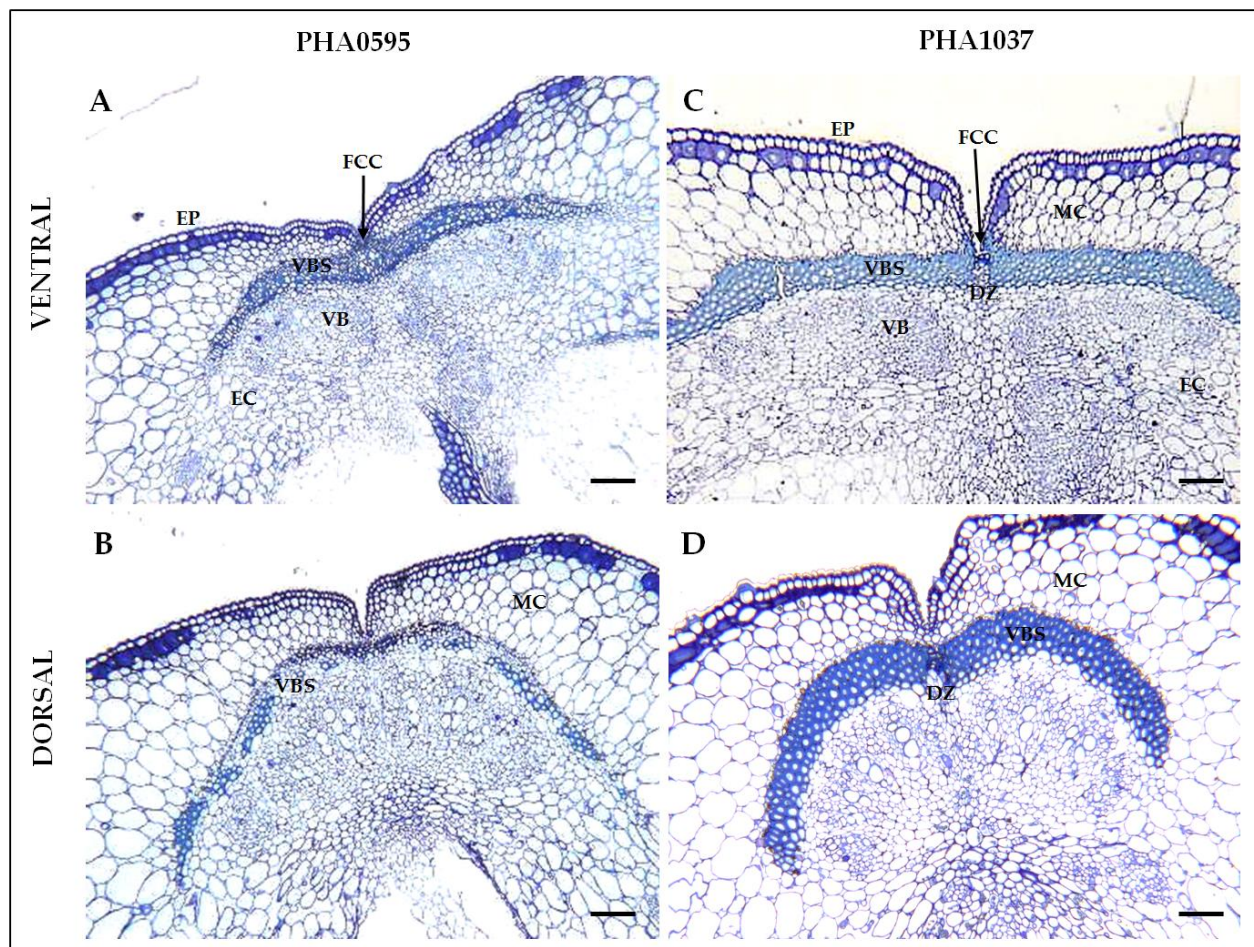 PHA0595
PHA1037
VENTRAL
A
FCC
EP
VBS
VB
EC
C
EP
FCC
MC
VBS
DZ
VB
EC
DORSAL
B
MC
VBS
D
MC
VBS
DZ